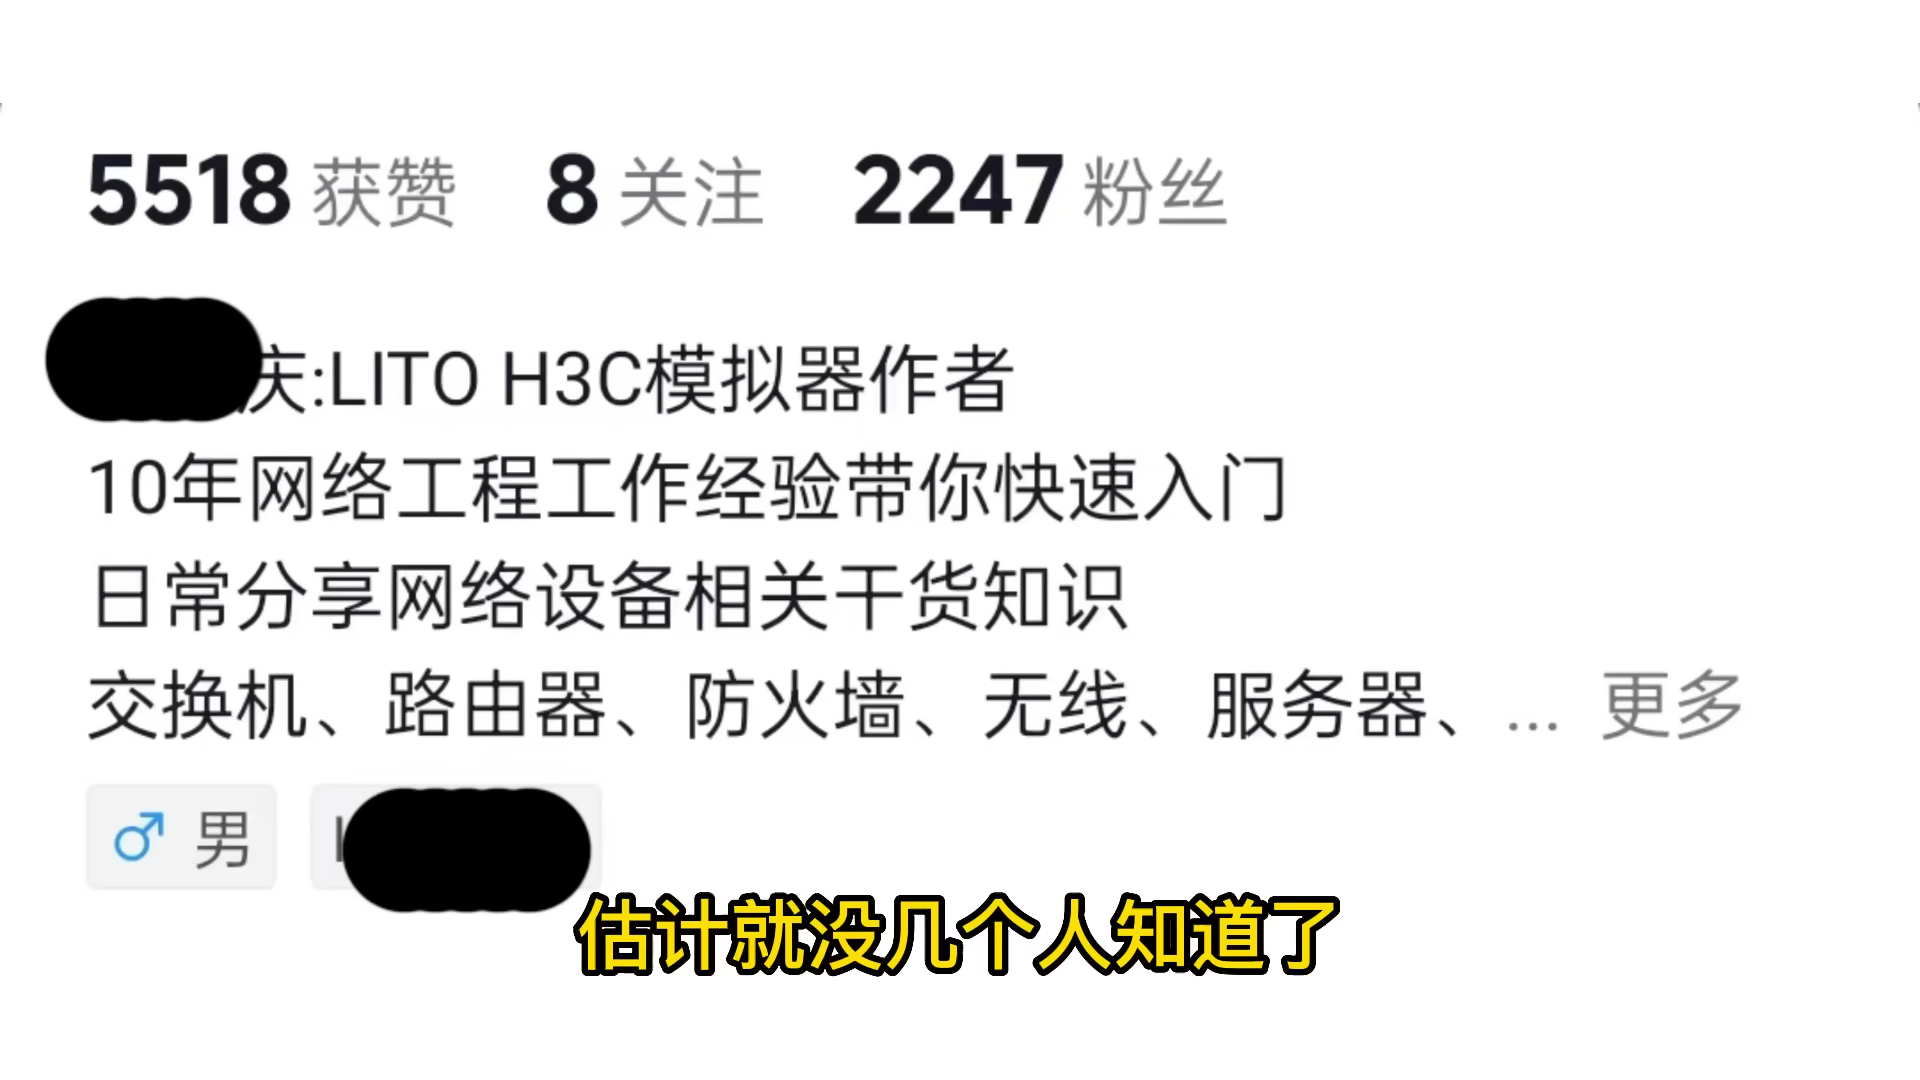 5518 获赞 8 关注 2247 粉丝
庆:LITO H3C模拟器作者
10年网络工程工作经验带你快速入门
日常分享网络设备相关干货知识
交换机、路由器、防火墙、无线、服务器、... 更多
♂ 男
估计就没几个人知道了